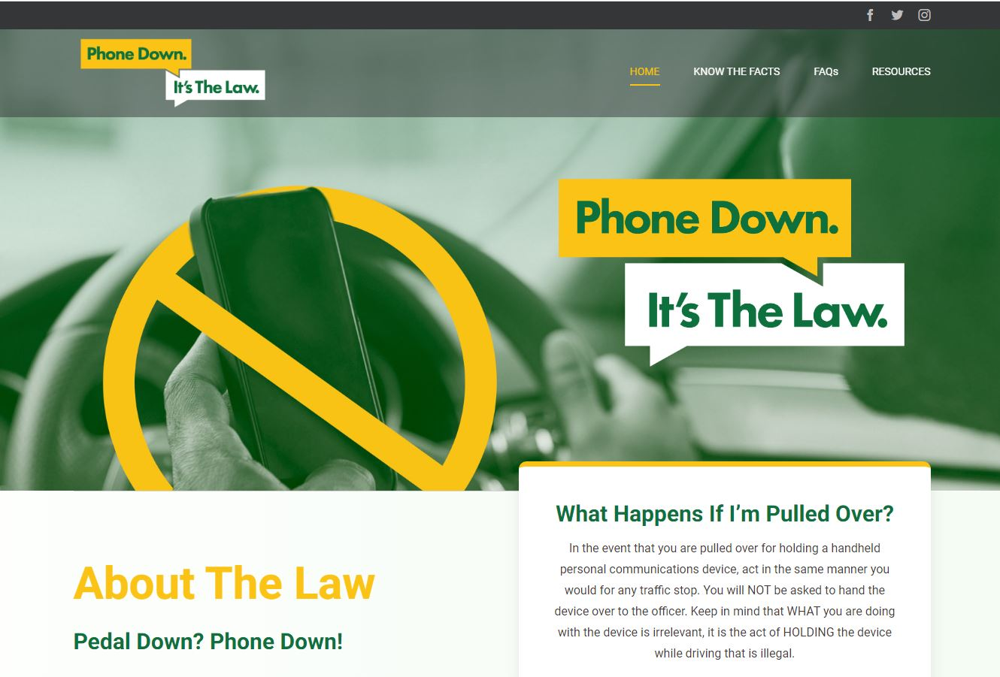 Phone Down.
It's The Law.
HOME
KNOW THE FACTS
FAQs
RESOURCES
Phone Down.
It's The Law.
What Happens If I’m Pulled Over?
In the event that you are pulled over for holding a handheld
personal communications device, act in the same manner you
would for any traffic stop. You will NOT be asked to hand the
device over to the officer. Keep in mind that WHAT you are doing
with the device is irrelevant, it is the act of HOLDING the device
while driving that is illegal.
About The Law
Pedal Down? Phone Down!